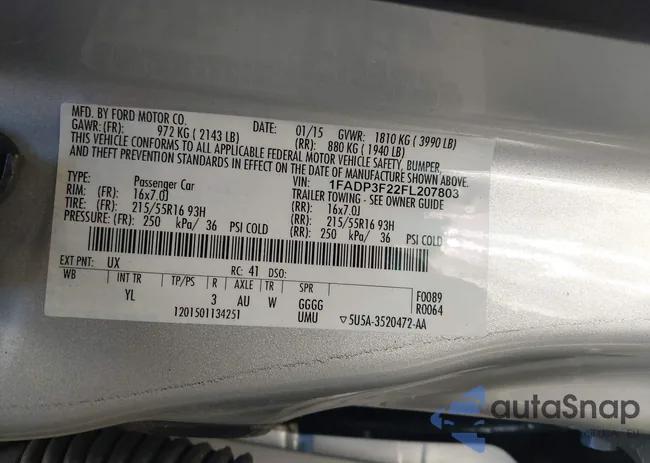 MFD. BY FORD MOTOR CO. DATE: 01/15 GVWR: 1810 KG ( 3990 LB)
GAWR: (FR): 972 KG ( 2143 LB) (RR): 880 KG ( 1940 LB)
THIS VEHICLE CONFORMS TO ALL APPLICABLE FEDERAL MOTOR VEHICLE SAFETY, BUMPER,
AND THEFT PREVENTION STANDARDS IN EFFECT ON THE DATE OF MANUFACTURE SHOWN ABOVE.
VIN: 1FADP3F22FL207803
TYPE: Passenger Car TRAILER TOWING - SEE OWNER GUIDE
RIM: (FR): 16x7.0J (RR): 16x7.0J
TIRE: (FR): 215/55R16 93H (RR): 215/55R16 93H
COLD: (FR): 250 kPa/ 36 PSI COLD (RR): 250 kPa/ 36 PSI COLD
EXT PNT: UX RC: 41 DSO:
WB INT TR TP/PS R AXLE TR SPR F0089
YL 3 AU W GGGG R0064
1201501134251 UMU ▽5U5A-3520472-AA
autoSnap